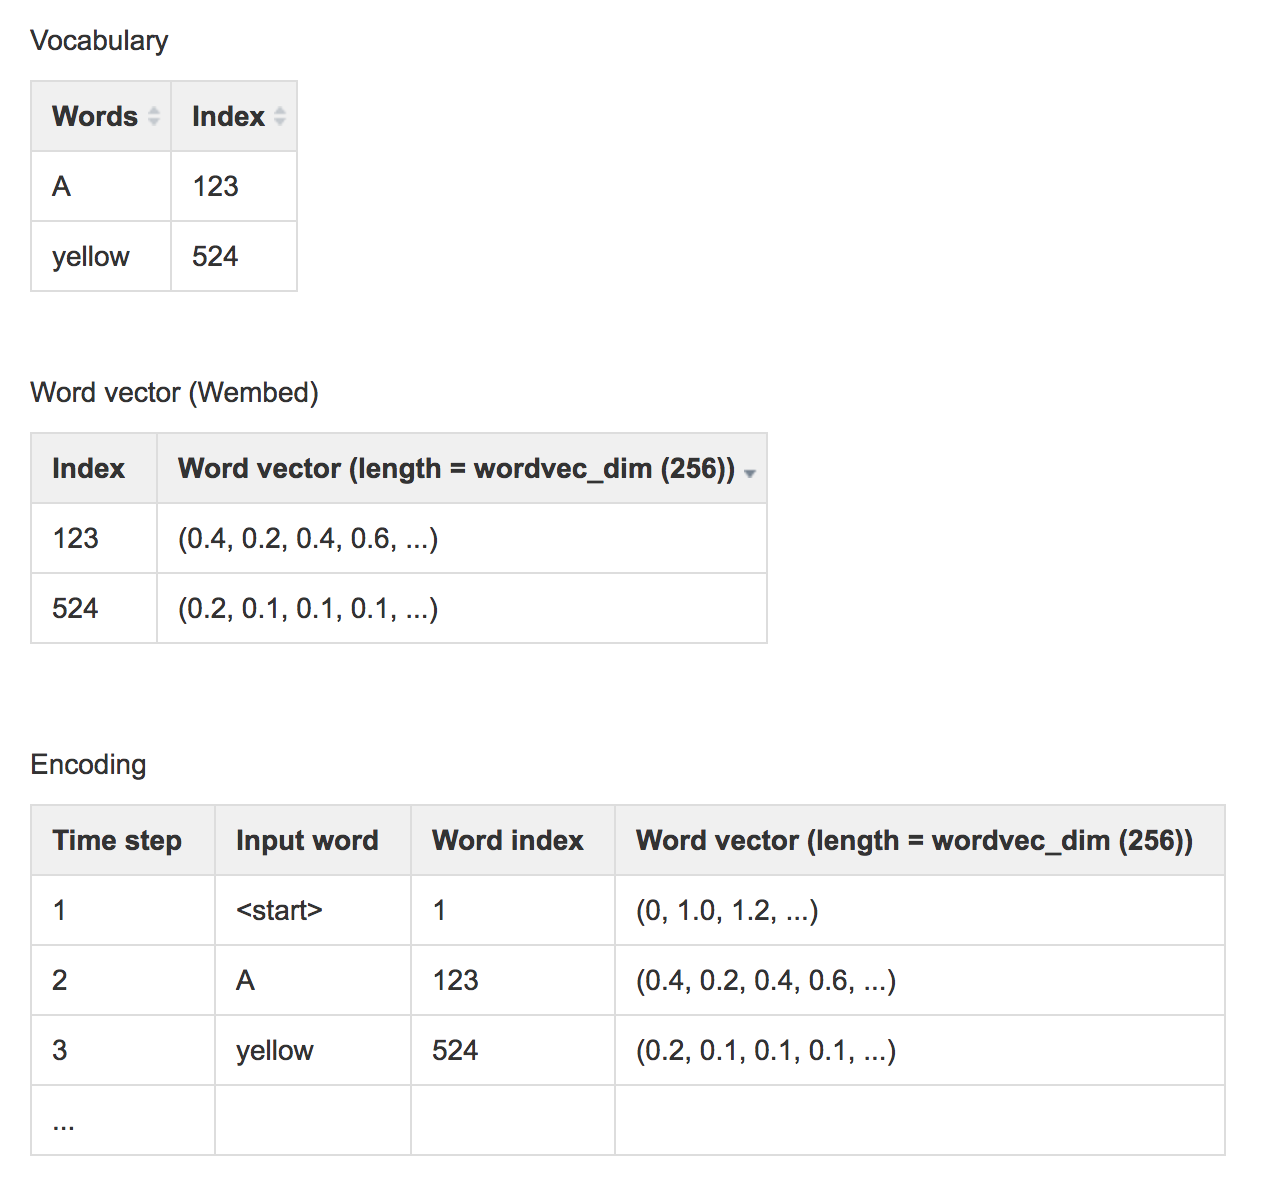 Vocabulary
Words Index
A 123
yellow 524
Word vector (Wembed)
Index Word vector (length = wordvec_dim (256))
123 (0.4, 0.2, 0.4, 0.6, ...)
524 (0.2, 0.1, 0.1, 0.1, ...)
Encoding
Time step Input word Word index Word vector (length = wordvec_dim (256))
1 <start> 1 (0, 1.0, 1.2, ...)
2 A 123 (0.4, 0.2, 0.4, 0.6, ...)
3 yellow 524 (0.2, 0.1, 0.1, 0.1, ...)
...